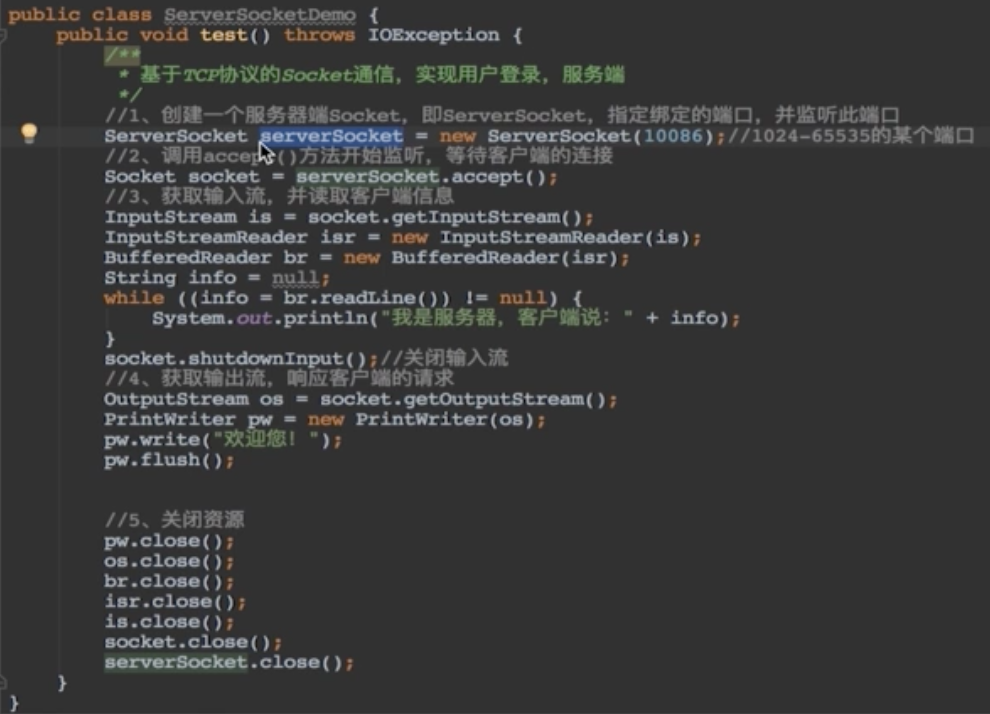 public class ServerSocketDemo {
public void test() throws IOException {
/**
* 基于TCP协议的Socket通信，实现用户登录，服务端
*/
//1、创建一个服务器端Socket，即ServerSocket，指定绑定的端口，并监听此端口
ServerSocket serverSocket = new ServerSocket(10086);//1024-65535的某个端口
//2、调用accept()方法开始监听，等待客户端的连接
Socket socket = serverSocket.accept();
//3、获取输入流，并读取客户端信息
InputStream is = socket.getInputStream();
InputStreamReader isr = new InputStreamReader(is);
BufferedReader br = new BufferedReader(isr);
String info = null;
while ((info = br.readLine()) != null) {
System.out.println("我是服务器，客户端说：" + info);
}
socket.shutdownInput();//关闭输入流
//4、获取输出流，响应客户端的请求
OutputStream os = socket.getOutputStream();
PrintWriter pw = new PrintWriter(os);
pw.write("欢迎您！");
pw.flush();
//5、关闭资源
pw.close();
os.close();
br.close();
isr.close();
is.close();
socket.close();
serverSocket.close();
}
}